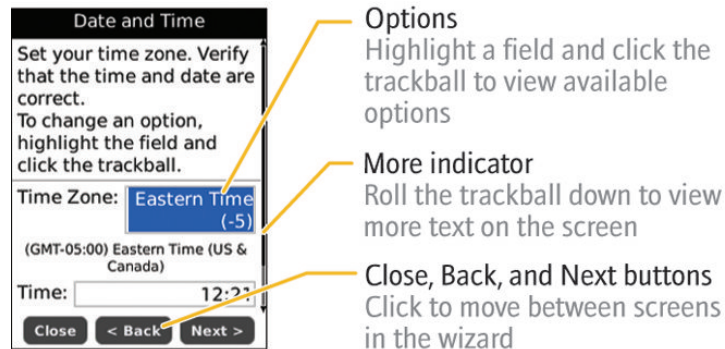 Date and Time
Set your time zone. Verify
that the time and date are
correct.
To change an option,
highlight the field and
click the trackball.
Time Zone: Eastern Time
(-5)
(GMT-05:00) Eastern Time (US &
Canada)
Time: 12:21
Close < Back Next >
Options
Highlight a field and click the
trackball to view available
options
More indicator
Roll the trackball down to view
more text on the screen
Close, Back, and Next buttons
Click to move between screens
in the wizard